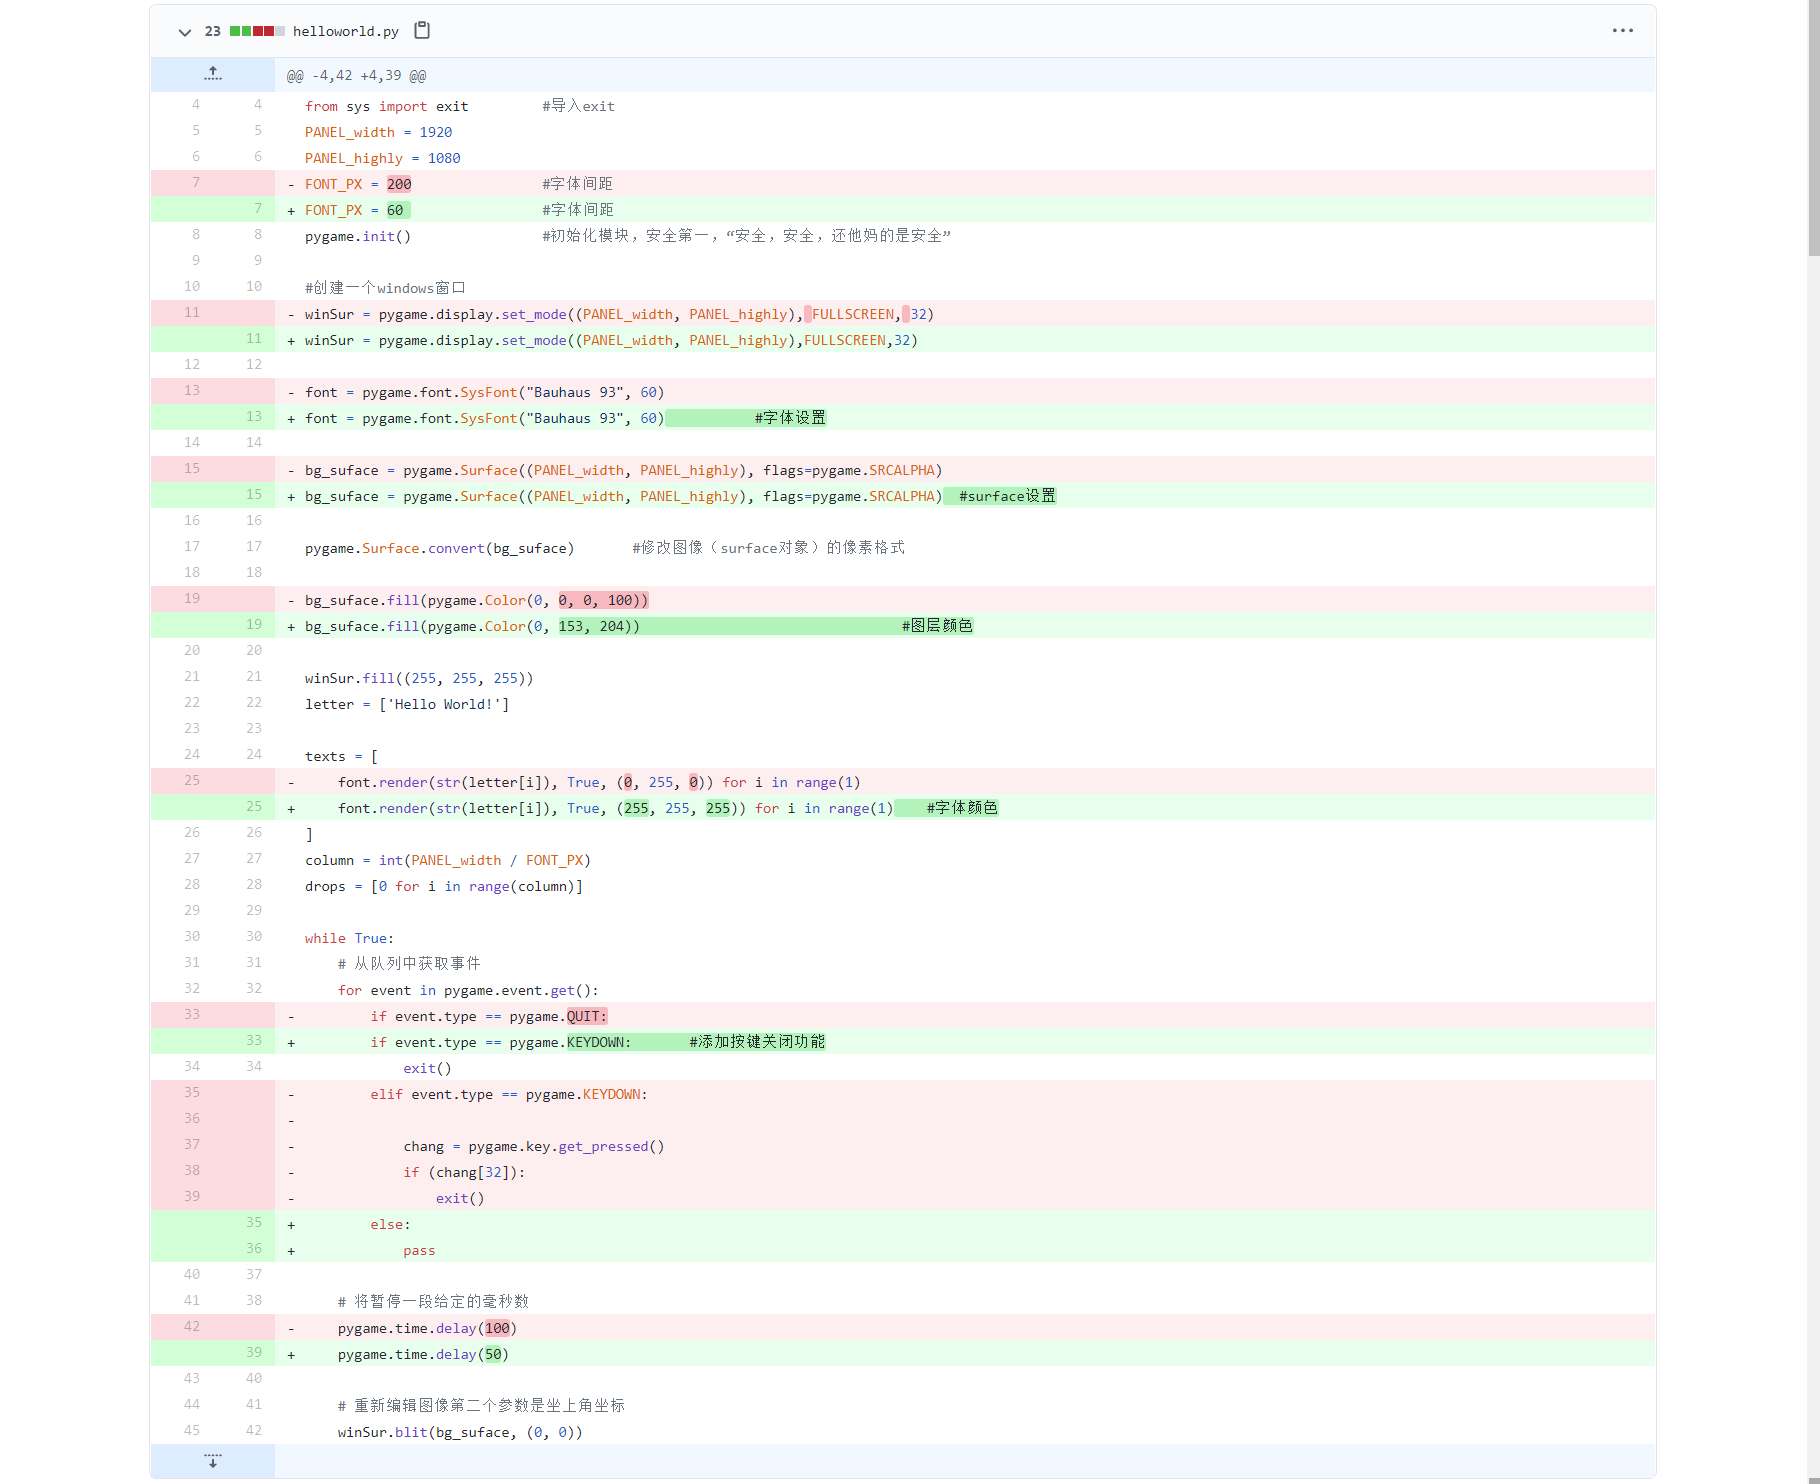 23 helloworld.py
@@ -4,42 +4,39 @@
4 4 from sys import exit         #导入exit
5 5 PANEL_width = 1920
6 6 PANEL_highly = 1080
7 - FONT_PX = 200                #字体间距
7 + FONT_PX = 60                 #字体间距
8 8 pygame.init()                #初始化模块，安全第一，“安全，安全，还他妈的是安全”
9 9
10 10 #创建一个windows窗口
11 - winSur = pygame.display.set_mode((PANEL_width, PANEL_highly), FULLSCREEN, 32)
11 + winSur = pygame.display.set_mode((PANEL_width, PANEL_highly),FULLSCREEN,32)
12 12
13 - font = pygame.font.SysFont("Bauhaus 93", 60)
13 + font = pygame.font.SysFont("Bauhaus 93", 60)           #字体设置
14 14
15 - bg_suface = pygame.Surface((PANEL_width, PANEL_highly), flags=pygame.SRCALPHA)
15 + bg_suface = pygame.Surface((PANEL_width, PANEL_highly), flags=pygame.SRCALPHA)  #surface设置
16 16
17 17 pygame.Surface.convert(bg_suface)       #修改图像（surface对象）的像素格式
18 18
19 - bg_suface.fill(pygame.Color(0, 0, 0, 100))
19 + bg_suface.fill(pygame.Color(0, 153, 204))                                #图层颜色
20 20
21 21 winSur.fill((255, 255, 255))
22 22 letter = ['Hello World!']
23 23
24 24 texts = [
25 -     font.render(str(letter[i]), True, (0, 255, 0)) for i in range(1)
25 +     font.render(str(letter[i]), True, (255, 255, 255)) for i in range(1)    #字体颜色
26 26 ]
27 27 column = int(PANEL_width / FONT_PX)
28 28 drops = [0 for i in range(column)]
29 29
30 30 while True:
31 31     # 从队列中获取事件
32 32     for event in pygame.event.get():
33 -         if event.type == pygame.QUIT:
33 +         if event.type == pygame.KEYDOWN:       #添加按键关闭功能
34 34             exit()
35 -         elif event.type == pygame.KEYDOWN:
36 -
37 -             chang = pygame.key.get_pressed()
38 -             if (chang[32]):
39 -                 exit()
35 +         else:
36 +             pass
40 37
41 38     # 将暂停一段给定的毫秒数
42 -     pygame.time.delay(100)
39 +     pygame.time.delay(50)
43 40
44 41     # 重新编辑图像第二个参数是坐上角坐标
45 42     winSur.blit(bg_suface, (0, 0))